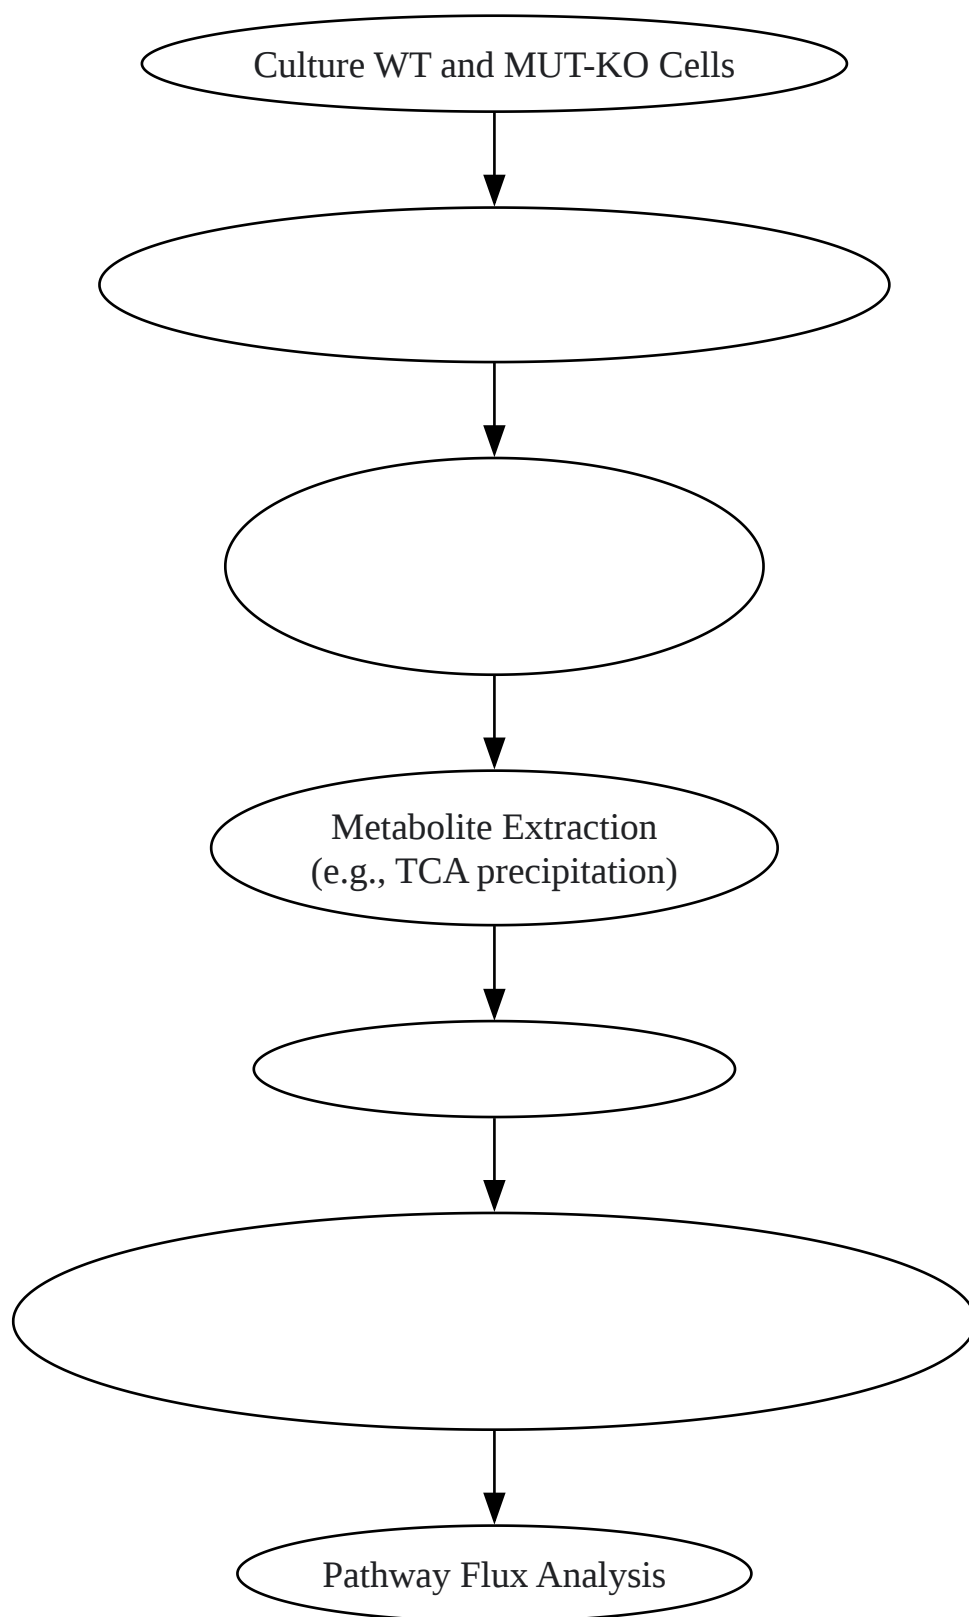 Culture WT and MUT-KO Cells
Metabolite Extraction
(e.g., TCA precipitation)
Pathway Flux Analysis